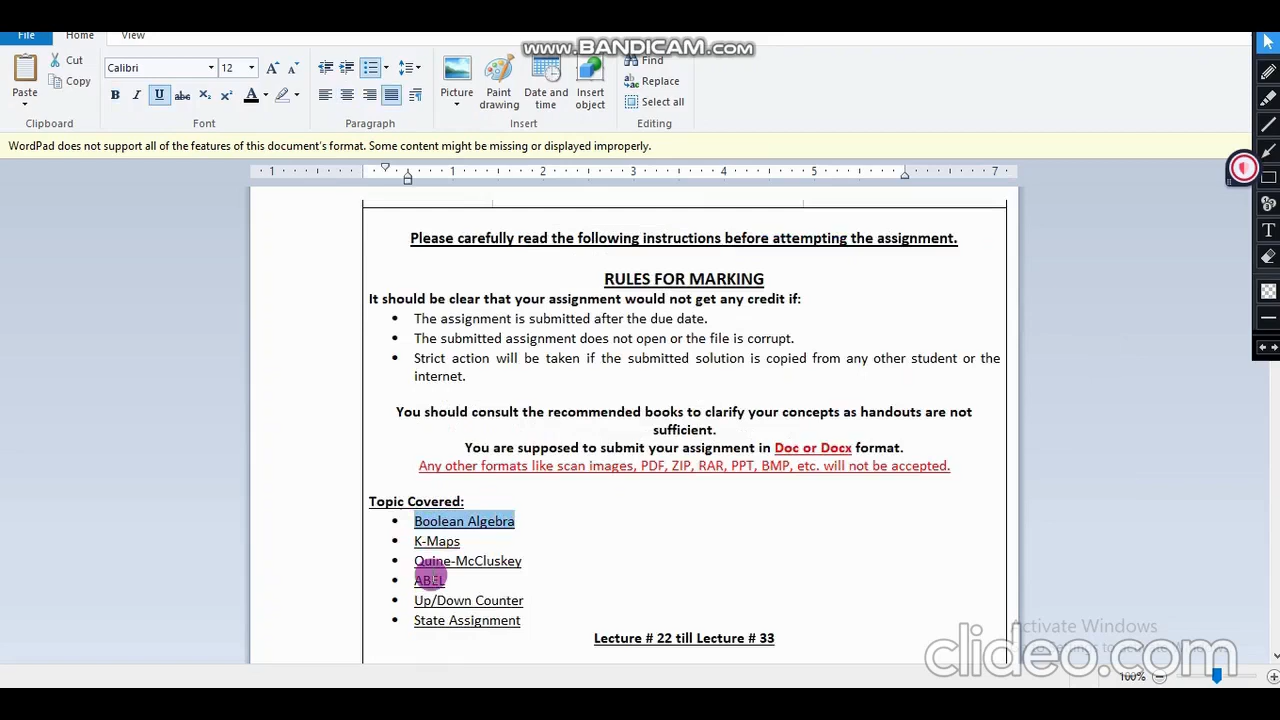 www.BANDICAM.com
File Home View
Paste Cut Copy
Calibri 12
Picture Paint drawing Date and time Insert object
Find
Replace
Select all
Clipboard Font Paragraph Insert Editing
WordPad does not support all of the features of this document's format. Some content might be missing or displayed improperly.
1 1 2 3 4 5 7
Please carefully read the following instructions before attempting the assignment.
RULES FOR MARKING
It should be clear that your assignment would not get any credit if:
• The assignment is submitted after the due date.
• The submitted assignment does not open or the file is corrupt.
• Strict action will be taken if the submitted solution is copied from any other student or the
internet.
You should consult the recommended books to clarify your concepts as handouts are not
sufficient.
You are supposed to submit your assignment in Doc or Docx format.
Any other formats like scan images, PDF, ZIP, RAR, PPT, BMP, etc. will not be accepted.
Topic Covered:
• Boolean Algebra
• K-Maps
• Quine-McCluskey
• ABEL
• Up/Down Counter
• State Assignment
Lecture # 22 till Lecture # 33
Activate Windows
clideo.com
100%